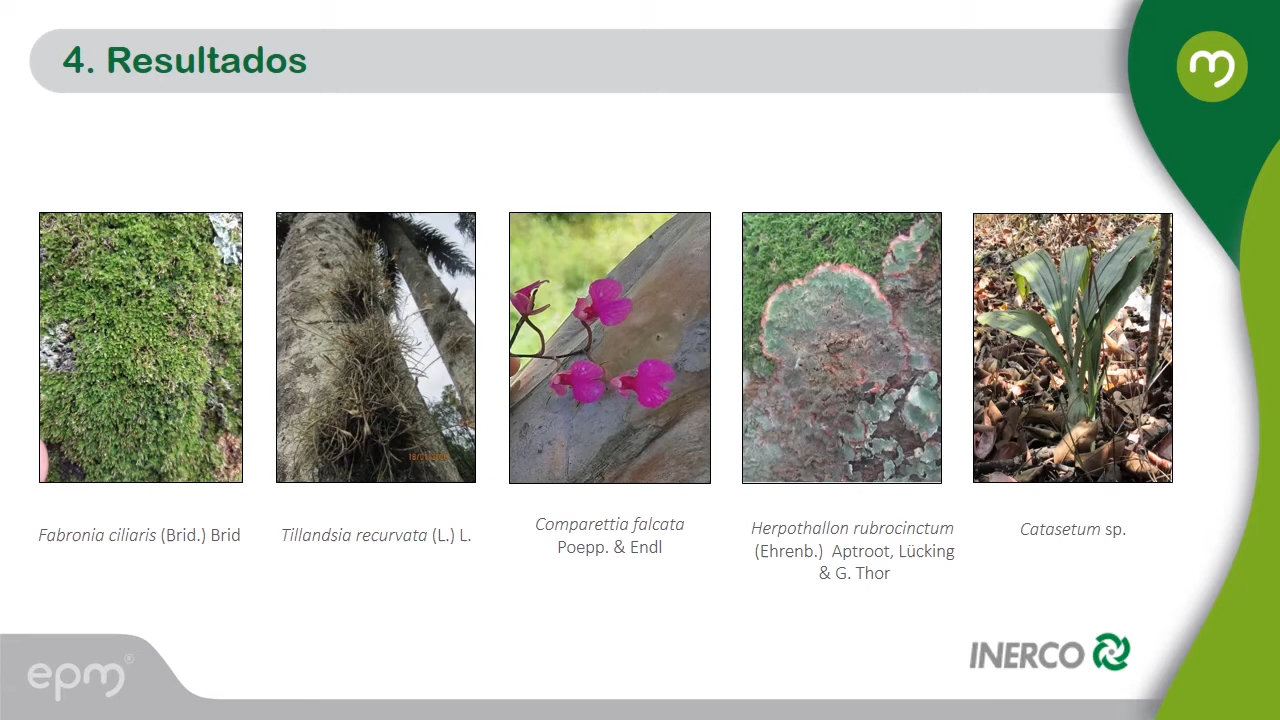 4. Resultados
Fabronia ciliaris (Brid.) Brid
Tillandsia recurvata (L.) L.
Comparettia falcata
Poepp. & Endl
Herpothallon rubrocinctum
(Ehrenb.) Aptroot, Lücking
& G. Thor
Catasetum sp.
epm®
INERCO